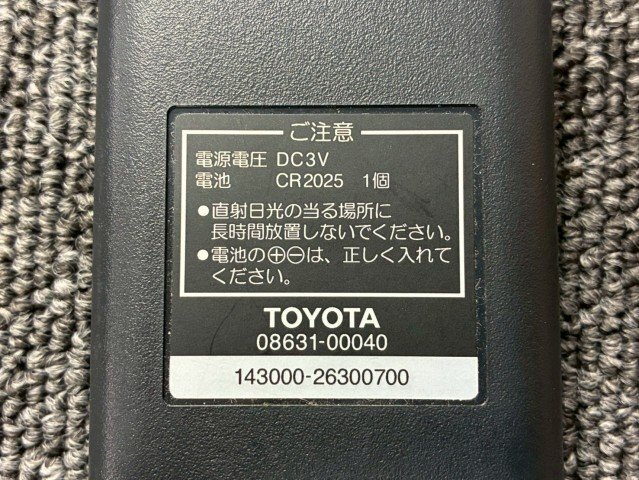 ご注意
電源電圧 DC3V
電池 CR2025 1個
●直射日光の当る場所に
長時間放置しないでください。
●電池の⊕⊖は、正しく入れて
ください。
TOYOTA
08631-00040
143000-26300700